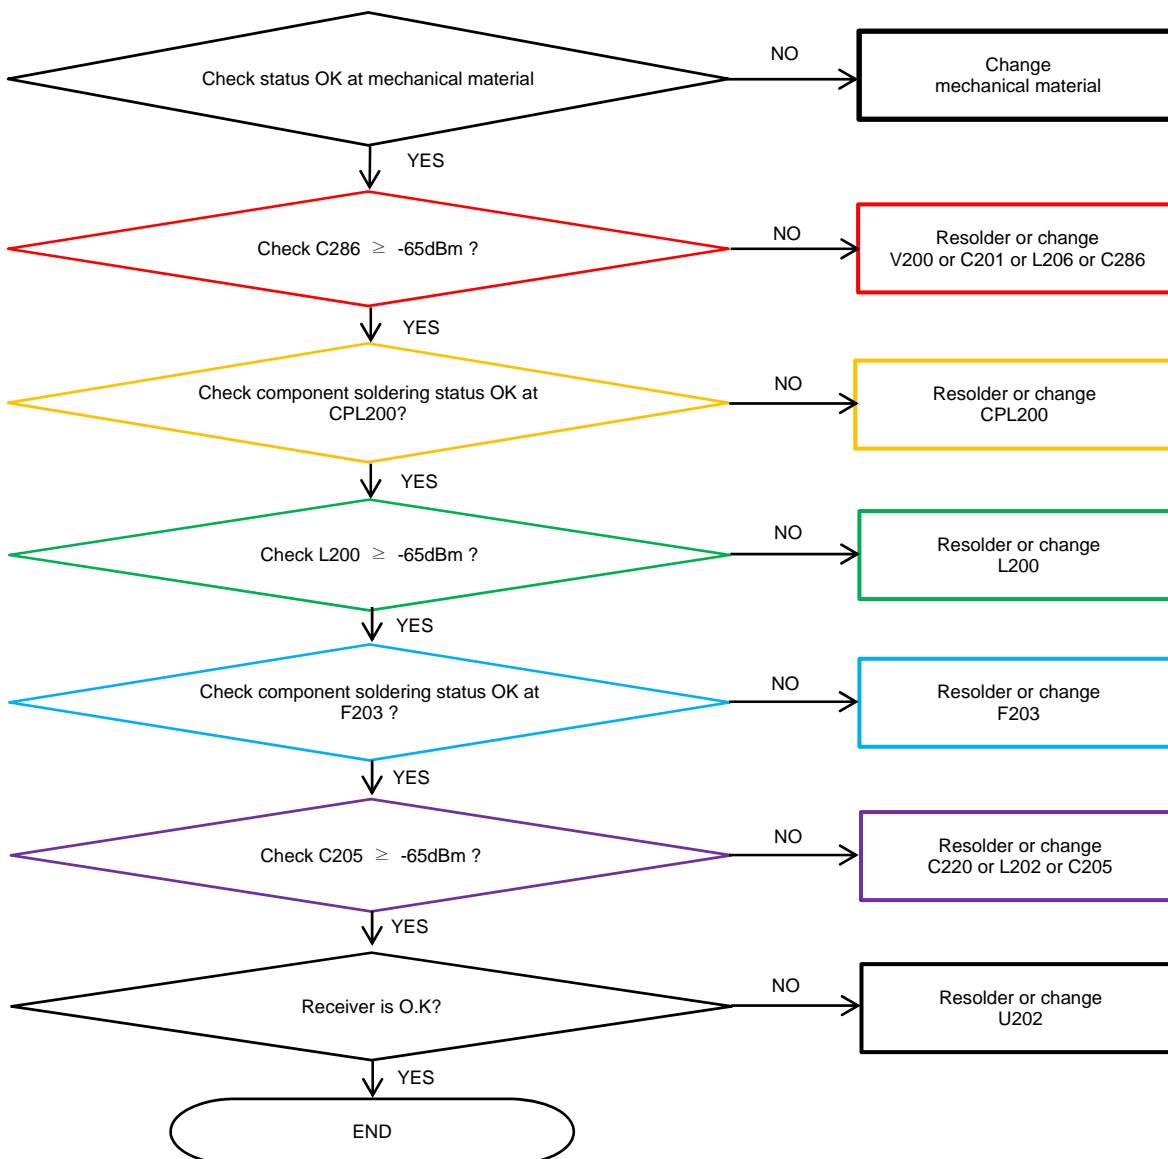 Check status OK at mechanical material
NO
Change
mechanical material
YES
Check C286 ≥ -65dBm ?
NO
Resolder or change
V200 or C201 or L206 or C286
YES
Check component soldering status OK at
CPL200?
NO
Resolder or change
CPL200
YES
Check L200 ≥ -65dBm ?
NO
Resolder or change
L200
YES
Check component soldering status OK at
F203 ?
NO
Resolder or change
F203
YES
Check C205 ≥ -65dBm ?
NO
Resolder or change
C220 or L202 or C205
YES
Receiver is O.K?
NO
Resolder or change
U202
YES
END